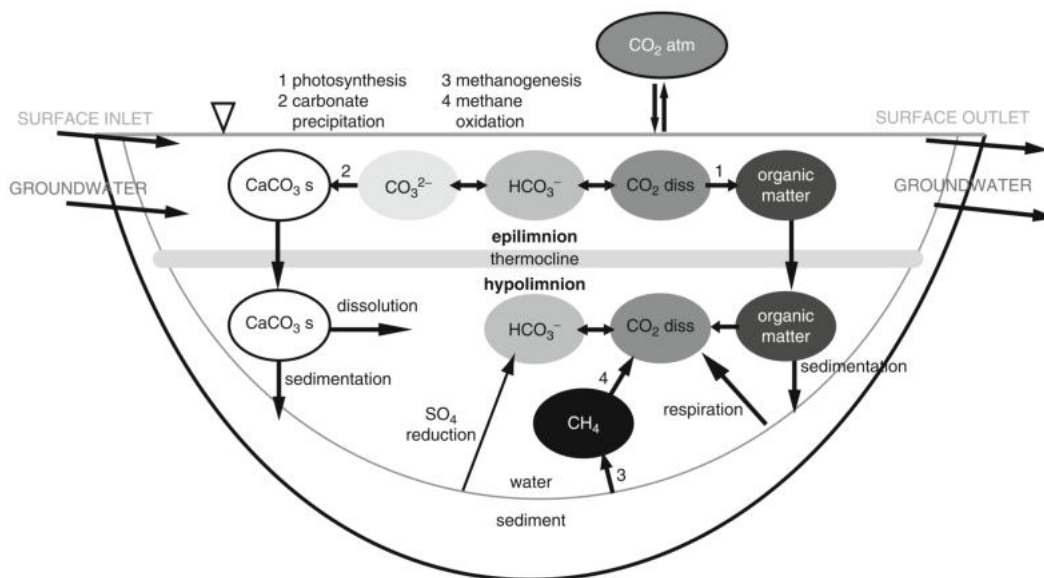 CO₂ atm
1 photosynthesis
2 carbonate
precipitation
3 methanogenesis
4 methane
oxidation
SURFACE INLET
SURFACE OUTLET
GROUNDWATER
GROUNDWATER
CaCO₃ s
2
CO₃²⁻
HCO₃⁻
CO₂ diss
1
organic
matter
epilimnion
thermocline
hypolimnion
CaCO₃ s
dissolution
HCO₃⁻
CO₂ diss
organic
matter
sedimentation
sedimentation
4
respiration
SO₄
reduction
CH₄
3
water
sediment